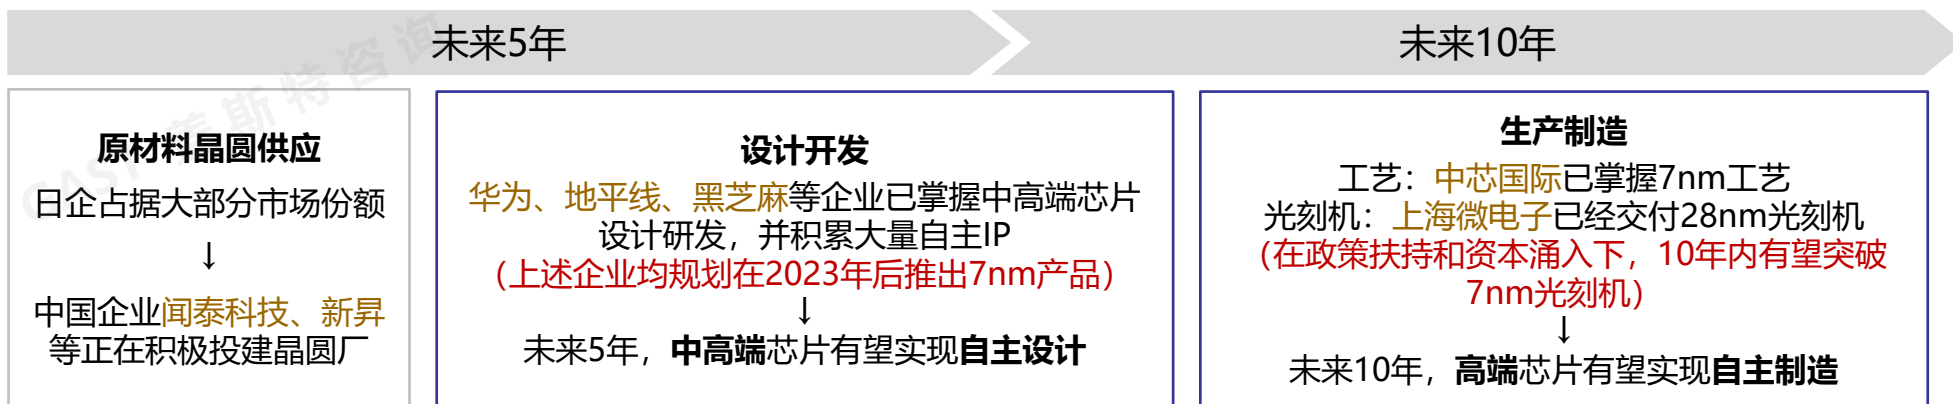 未来5年
未来10年
原材料晶圆供应
日企占据大部分市场份额
↓
中国企业闻泰科技、新昇
等正在积极投建晶圆厂
设计开发
华为、地平线、黑芝麻等企业已掌握中高端芯片
设计研发，并积累大量自主IP
（上述企业均规划在2023年后推出7nm产品）
↓
未来5年，中高端芯片有望实现自主设计
生产制造
工艺：中芯国际已掌握7nm工艺
光刻机：上海微电子已经交付28nm光刻机
（在政策扶持和资本涌入下，10年内有望突破
7nm光刻机）
↓
未来10年，高端芯片有望实现自主制造